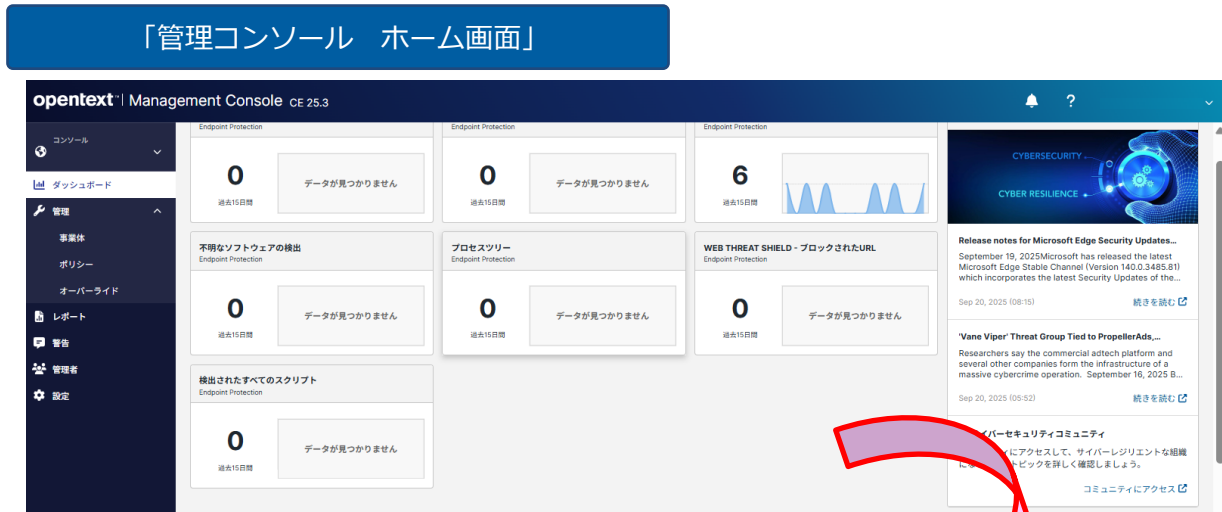 「管理コンソール　ホーム画面」
opentext™ | Management Console CE 25.3
?
コンソール
ダッシュボード
管理
事業体
ポリシー
オーバーライド
レポート
警告
管理者
設定
Endpoint Protection
0
過去15日間
データが見つかりません
Endpoint Protection
0
過去15日間
データが見つかりません
Endpoint Protection
6
過去15日間
不明なソフトウェアの検出
Endpoint Protection
0
過去15日間
データが見つかりません
プロセスツリー
Endpoint Protection
0
過去15日間
データが見つかりません
WEB THREAT SHIELD - ブロックされたURL
Endpoint Protection
0
過去15日間
データが見つかりません
検出されたすべてのスクリプト
Endpoint Protection
0
過去15日間
データが見つかりません
CYBERSECURITY
CYBER RESILIENCE
Release notes for Microsoft Edge Security Updates...
September 19, 2025Microsoft has released the latest
Microsoft Edge Stable Channel (Version 140.0.3485.81)
which incorporates the latest Security Updates of the...
Sep 20, 2025 (08:15)
続きを読む
'Vane Viper' Threat Group Tied to PropellerAds,...
Researchers say the commercial adtech platform and
several other companies form the infrastructure of a
massive cybercrime operation. September 16, 2025 B...
Sep 20, 2025 (05:52)
続きを読む
イバーセキュリティコミュニティ
にアクセスして、サイバーレジリエントな組織
トピックを詳しく確認しましょう。
コミュニティにアクセス